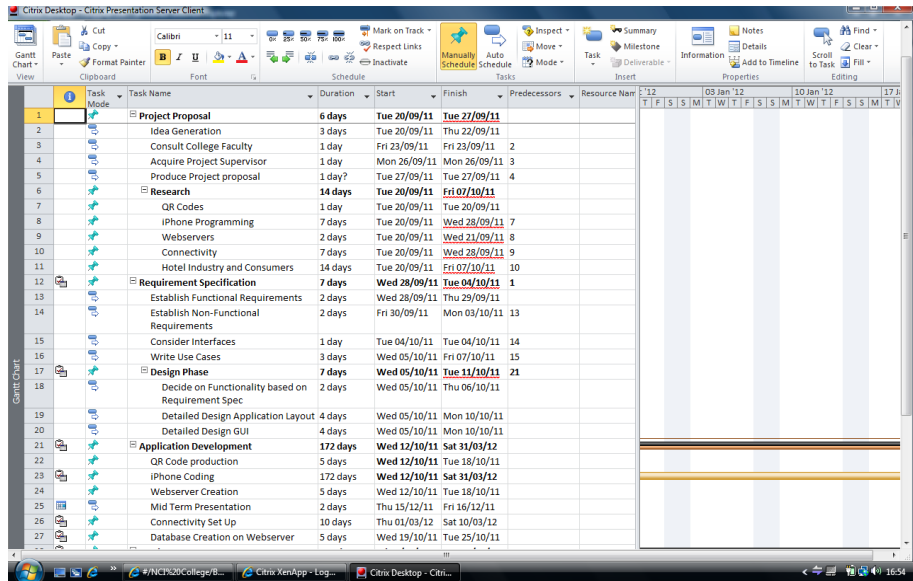 Citrix Desktop - Citrix Presentation Server Client
Gantt Chart
View
Paste
Cut
Copy
Format Painter
Clipboard
Calibri 11
B I U A
Font
0% 25% 50% 75% 100%
Mark on Track
Respect Links
Inactivate
Schedule
Manually Schedule
Auto Schedule
Inspect
Move
Mode
Tasks
Task
Summary
Milestone
Deliverable
Insert
Information
Notes
Details
Add to Timeline
Properties
Scroll to Task
Find
Clear
Fill
Editing
Task Mode Task Name Duration Start Finish Predecessors Resource Nam
'12 03 Jan '12 10 Jan '12 17 J
T F S S M T W T F S S M T W T F S S M T W
1 Project Proposal 6 days Tue 20/09/11 Tue 27/09/11
2 Idea Generation 3 days Tue 20/09/11 Thu 22/09/11
3 Consult College Faculty 1 day Fri 23/09/11 Fri 23/09/11 2
4 Acquire Project Supervisor 1 day Mon 26/09/11 Mon 26/09/11 3
5 Produce Project proposal 1 day? Tue 27/09/11 Tue 27/09/11 4
6 Research 14 days Tue 20/09/11 Fri 07/10/11
7 QR Codes 1 day Tue 20/09/11 Tue 20/09/11
8 iPhone Programming 7 days Tue 20/09/11 Wed 28/09/11 7
9 Webservers 2 days Tue 20/09/11 Wed 21/09/11 8
10 Connectivity 7 days Tue 20/09/11 Wed 28/09/11 9
11 Hotel Industry and Consumers 14 days Tue 20/09/11 Fri 07/10/11 10
12 Requirement Specification 7 days Wed 28/09/11 Tue 04/10/11 1
13 Establish Functional Requirements 2 days Wed 28/09/11 Thu 29/09/11
14 Establish Non-Functional Requirements 2 days Fri 30/09/11 Mon 03/10/11 13
15 Consider Interfaces 1 day Tue 04/10/11 Tue 04/10/11 14
16 Write Use Cases 3 days Wed 05/10/11 Fri 07/10/11 15
17 Design Phase 7 days Wed 05/10/11 Tue 11/10/11 21
18 Decide on Functionality based on Requirement Spec 2 days Wed 05/10/11 Thu 06/10/11
19 Detailed Design Application Layout 4 days Wed 05/10/11 Mon 10/10/11
20 Detailed Design GUI 4 days Wed 05/10/11 Mon 10/10/11
21 Application Development 172 days Wed 12/10/11 Sat 31/03/12
22 QR Code production 5 days Wed 12/10/11 Tue 18/10/11
23 iPhone Coding 172 days Wed 12/10/11 Sat 31/03/12
24 Webserver Creation 5 days Wed 12/10/11 Tue 18/10/11
25 Mid Term Presentation 2 days Thu 15/12/11 Fri 16/12/11
26 Connectivity Set Up 10 days Thu 01/03/12 Sat 10/03/12
27 Database Creation on Webserver 5 days Wed 19/10/11 Tue 25/10/11
Gantt Chart
#/NCI%20College/B...
Citrix XenApp - Log...
Citrix Desktop - Citri...
16:54